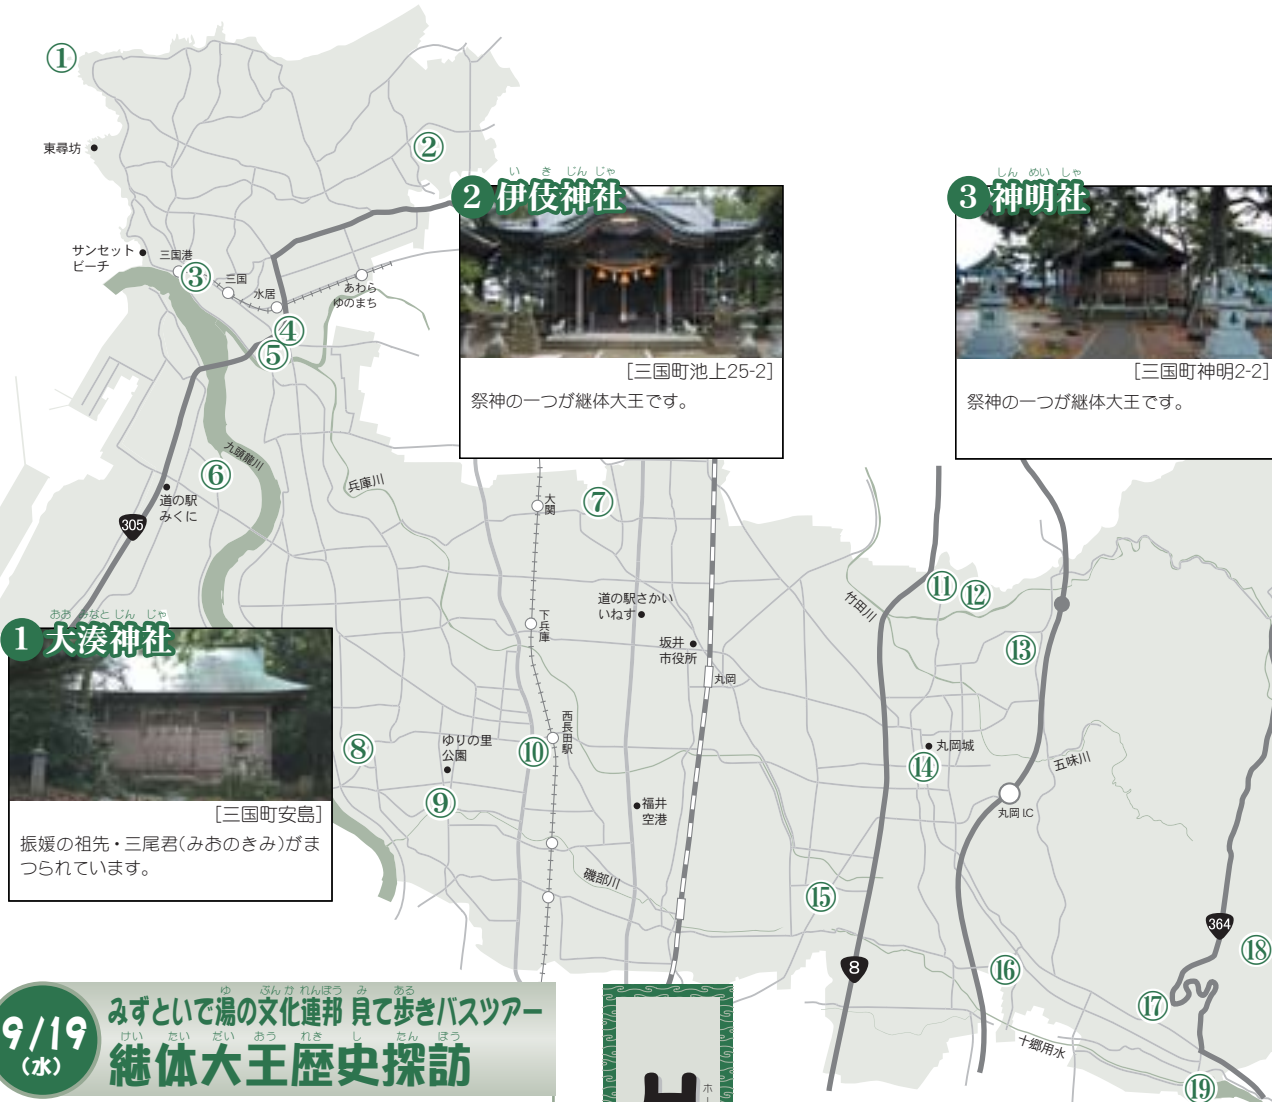 ①
東尋坊
②
サンセット
ビーチ
三国港
③
三国
水居
あわら
ゆのまち
④
⑤
九頭龍川
⑥
道の駅
みくに
305
兵庫川
いきじんじゃ
2 伊伎神社
[三国町池上25-2]
祭神の一つが継体大王です。
しんめいしゃ
3 神明社
[三国町神明2-2]
祭神の一つが継体大王です。
大関
⑦
下兵庫
道の駅さかい
いねす
坂井
市役所
丸岡
竹田川
⑪
⑫
⑬
おおみなとじんじゃ
1 大湊神社
[三国町安島]
振媛の祖先・三尾君(みおのきみ)がま
つられています。
⑧
ゆりの里
公園
⑨
⑩
西長田駅
福井
空港
磯部川
丸岡城
⑭
五味川
丸岡I.C
⑮
8
⑯
364
⑱
⑰
十郷用水
⑲
9/19
(水)
ゆ ぶんかれんぽう み ある
みずといで湯の文化連邦 見て歩きバスツアー
けいたいだいおうれきしたんぼう
継体大王歴史探訪
ホ